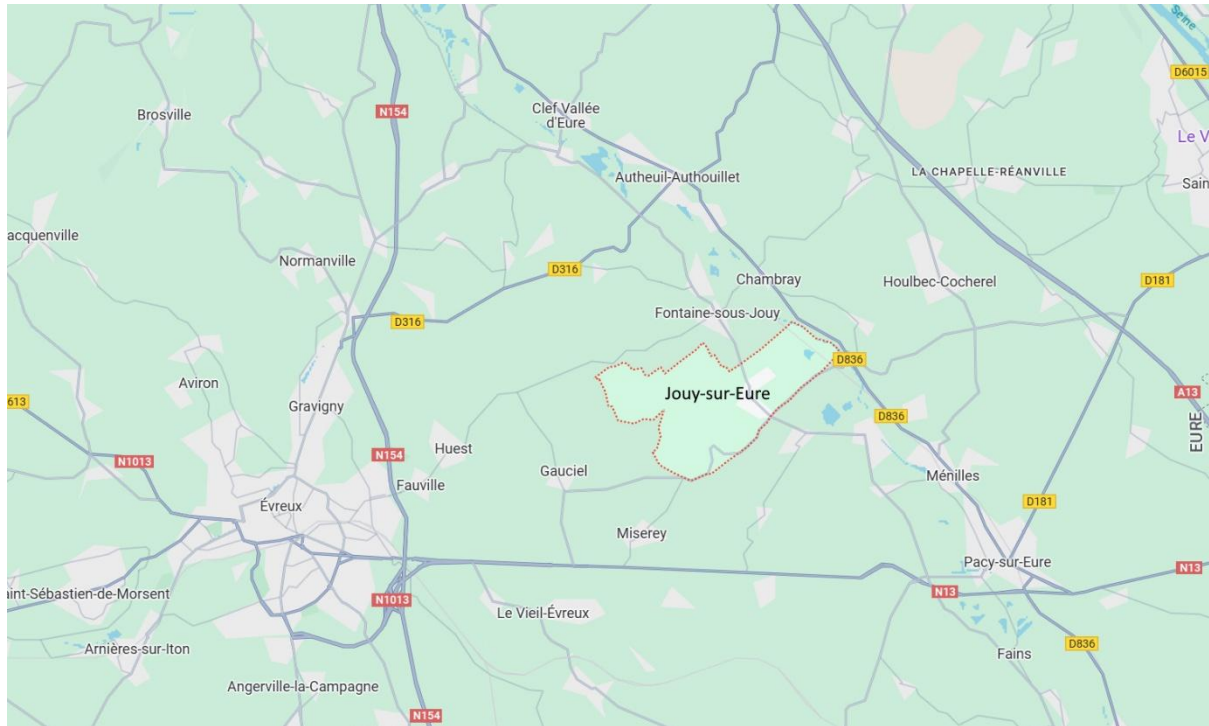 Seine
D6015
N154
Clef Vallée
d'Eure
Brosville
Le V
LA CHAPELLE-RÉANVILLE
Autheuil-Authouillet
Sain
acquenville
Normanville
D316
Chambray
Houlbec-Cocherel
D181
Fontaine-sous-Jouy
D316
D836
Aviron
Jouy-sur-Eure
A13
613
Gravigny
D836
EURE
Huest
N154
N1013
Gauciel
Ménilles
Fauville
Évreux
D181
Miserey
Pacy-sur-Eure
N13
aint-Sébastien-de-Morsent
N1013
N13
Le Vieil-Évreux
Arnières-sur-Iton
D836
Fains
Angerville-la-Campagne
N154